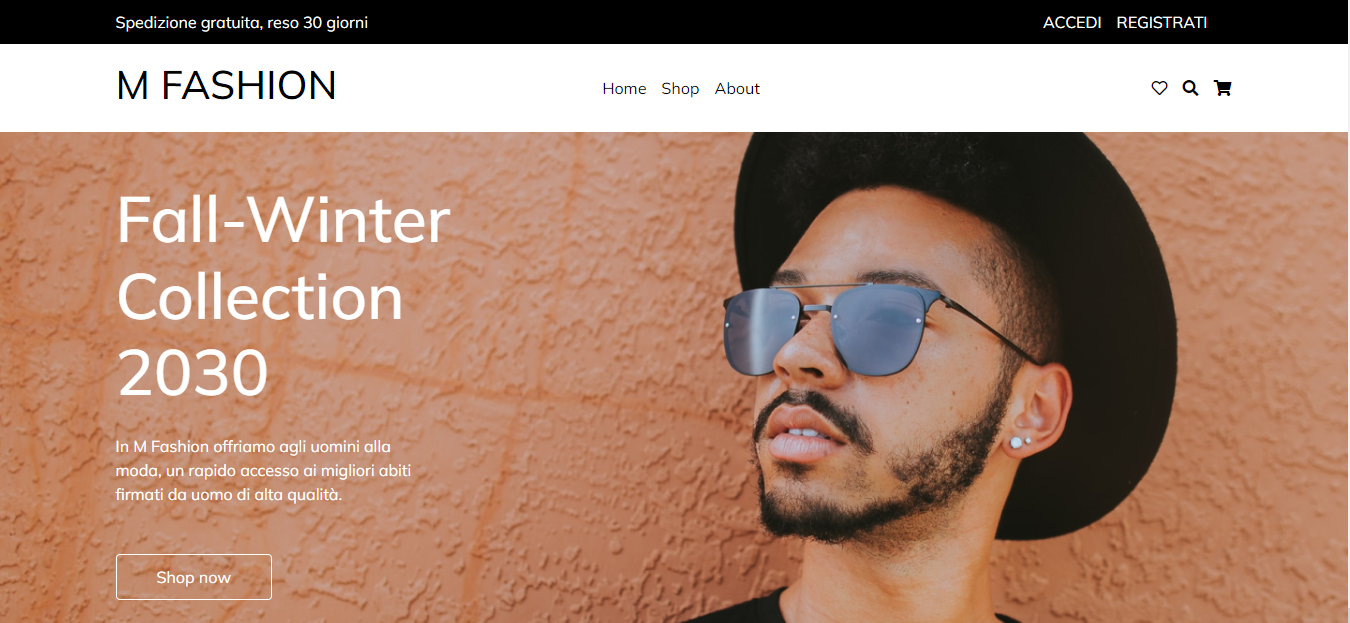 Spedizione gratuita, reso 30 giorni
ACCEDI REGISTRATI
M FASHION
Home Shop About
Fall-Winter
Collection
2030
In M Fashion offriamo agli uomini alla
moda, un rapido accesso ai migliori abiti
firmati da uomo di alta qualità.
Shop now